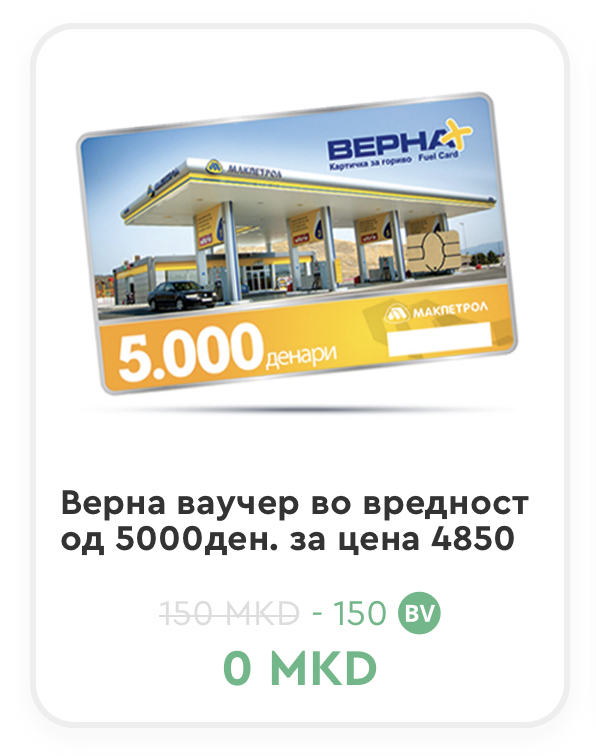 ВЕРНА+
Картичка за гориво Fuel Card
МАКПЕТРОЛ
5.000 денари
МАКПЕТРОЛ
Верна ваучер во вредност
од 5000ден. за цена 4850
150 MKD - 150 BV
0 MKD